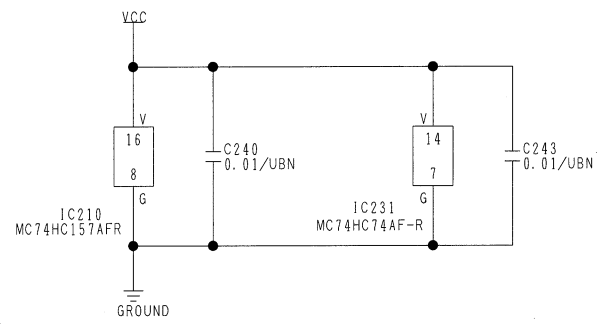 VCC
V
16
8
G
IC210
MC74HC157AFR
C240
0.01/UBN
V
14
7
G
IC231
MC74HC74AF-R
C243
0.01/UBN
GROUND